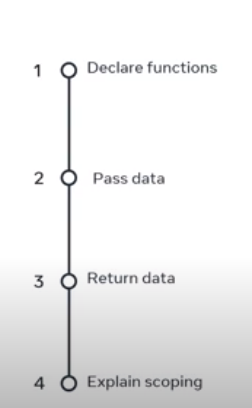 1 Declare functions
2 Pass data
3 Return data
4 Explain scoping